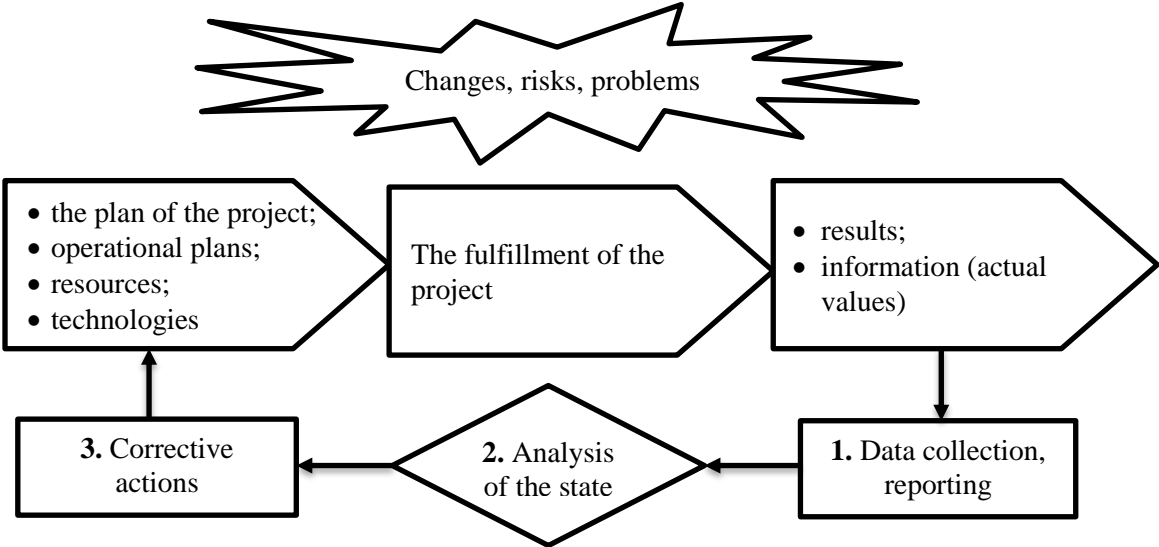 Changes, risks, problems
• the plan of the project;
• operational plans;
• resources;
• technologies
The fulfillment of the
project
• results;
• information (actual
values)
3. Corrective
actions
2. Analysis
of the state
1. Data collection,
reporting